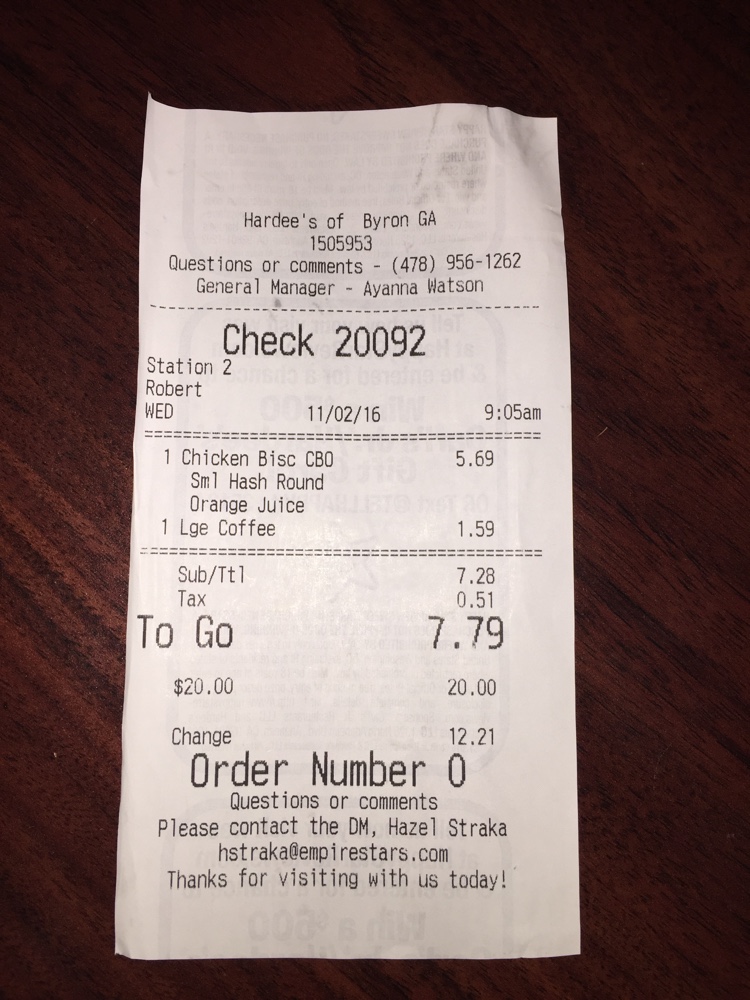 Hardee's of Byron GA
1505953
Questions or comments - (478) 956-1262
General Manager - Ayanna Watson
Check 20092
Station 2
Robert
WED 11/02/16 9:05am
1 Chicken Bisc CBO 5.69
Sml Hash Round
Orange Juice
1 Lge Coffee 1.59
Sub/Ttl 7.28
Tax 0.51
To Go 7.79
$20.00 20.00
Change 12.21
Order Number 0
Questions or comments
Please contact the DM, Hazel Straka
hstraka@empirestars.com
Thanks for visiting with us today!